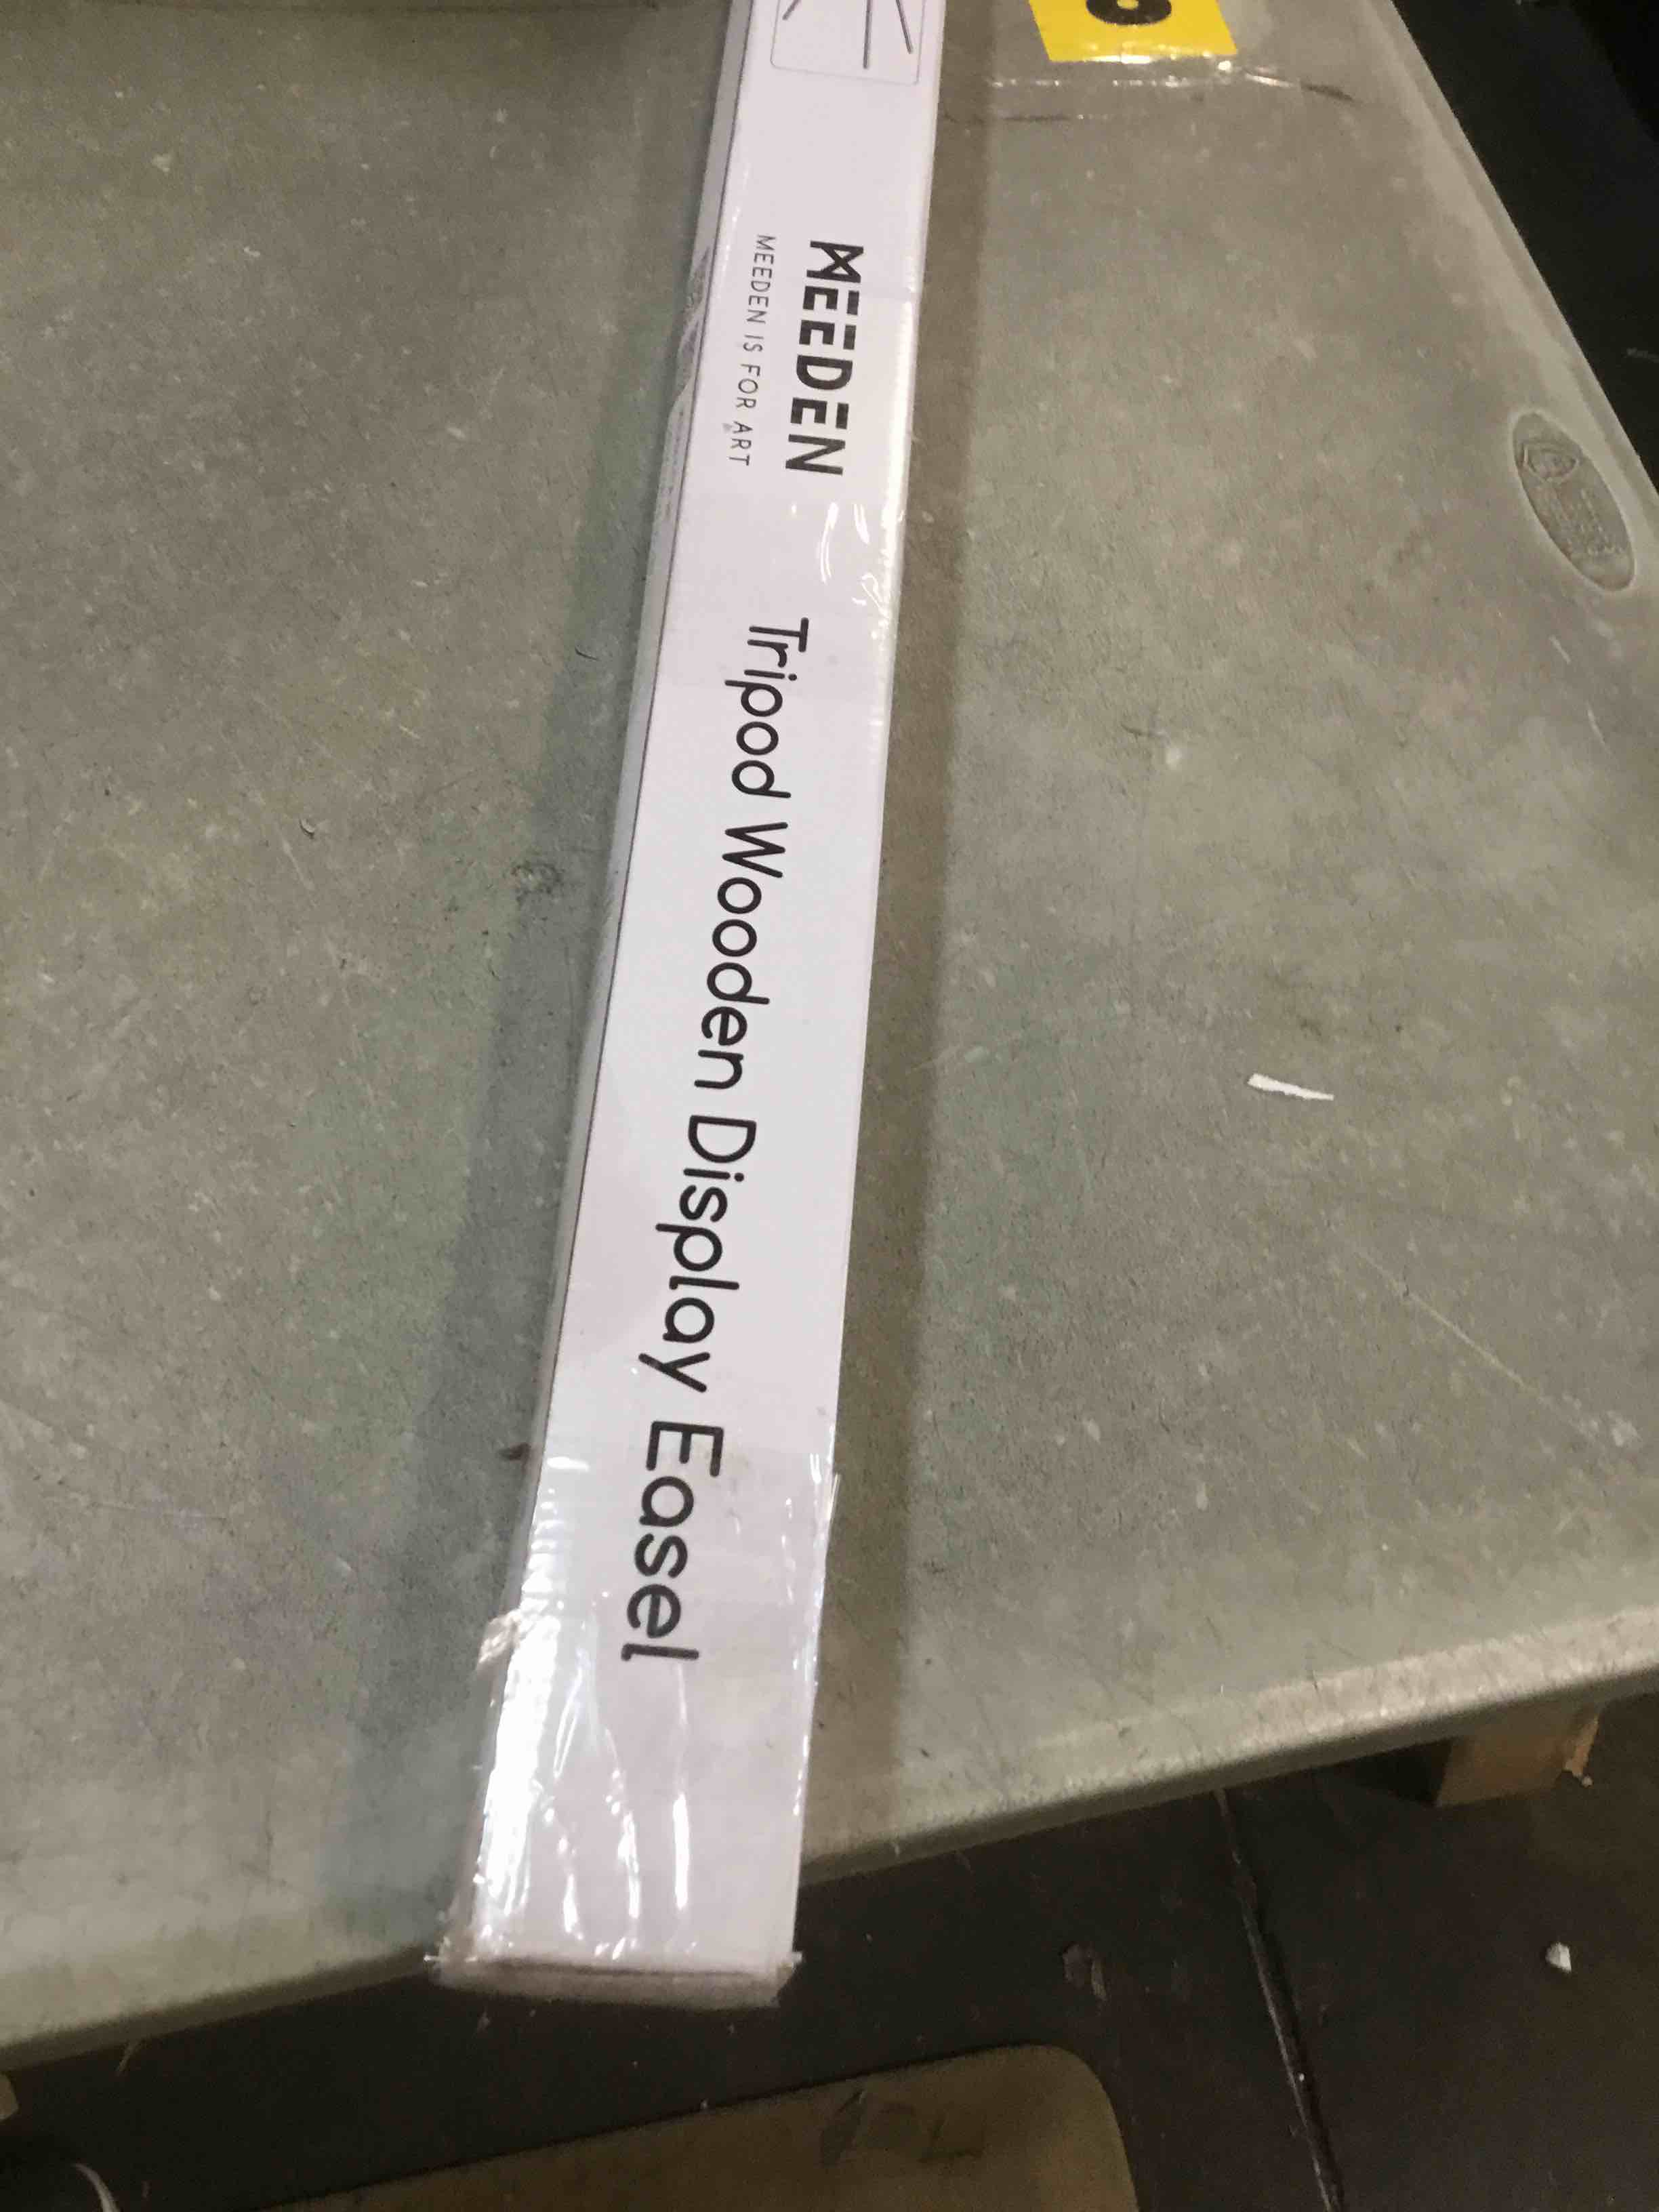 MEEDEN
MEEDEN IS FOR ART
Tripod Wooden Display Easel